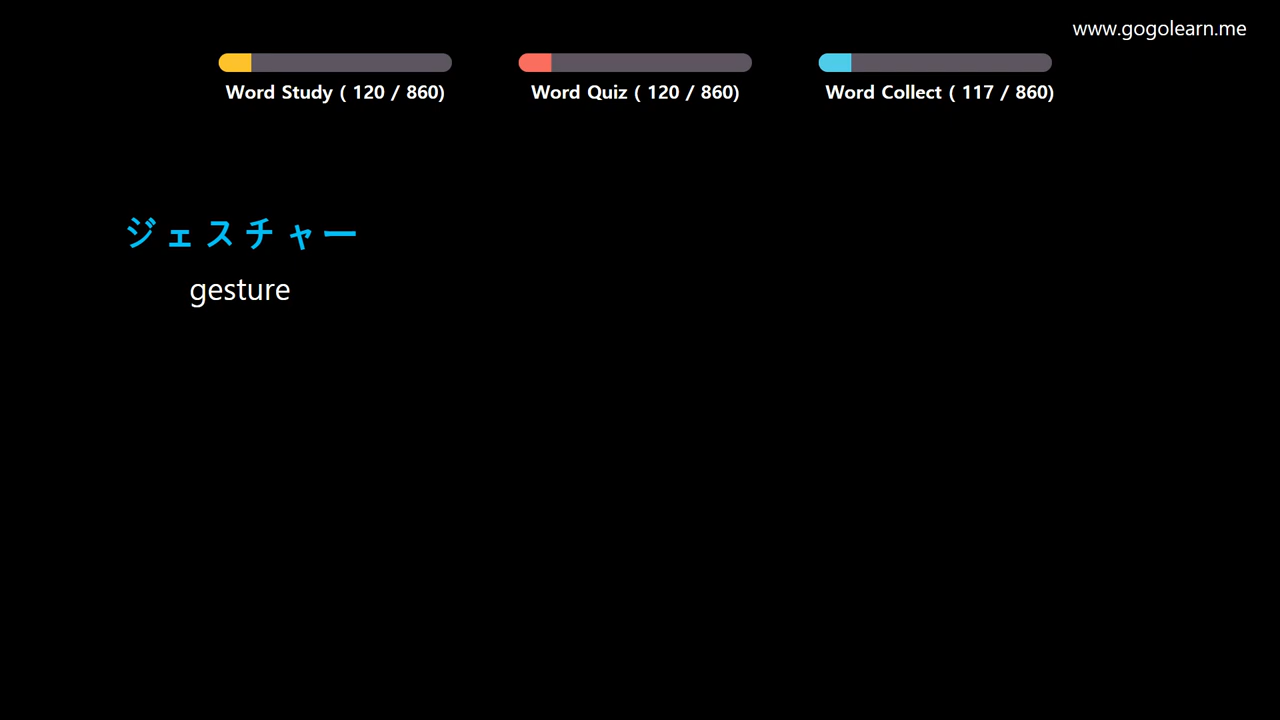 www.gogolearn.me
Word Study ( 120 / 860)
Word Quiz ( 120 / 860)
Word Collect ( 117 / 860)
ジェスチャー
gesture